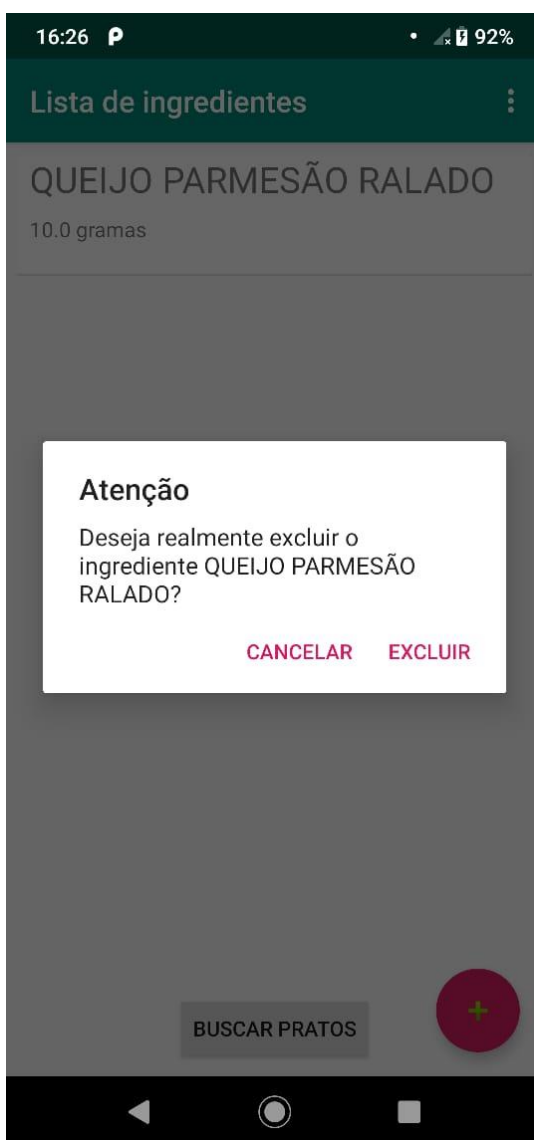 16:26
92%
Lista de ingredientes
QUEIJO PARMESÃO RALADO
10.0 gramas
Atenção
Deseja realmente excluir o
ingrediente QUEIJO PARMESÃO
RALADO?
CANCELAR EXCLUIR
BUSCAR PRATOS
+